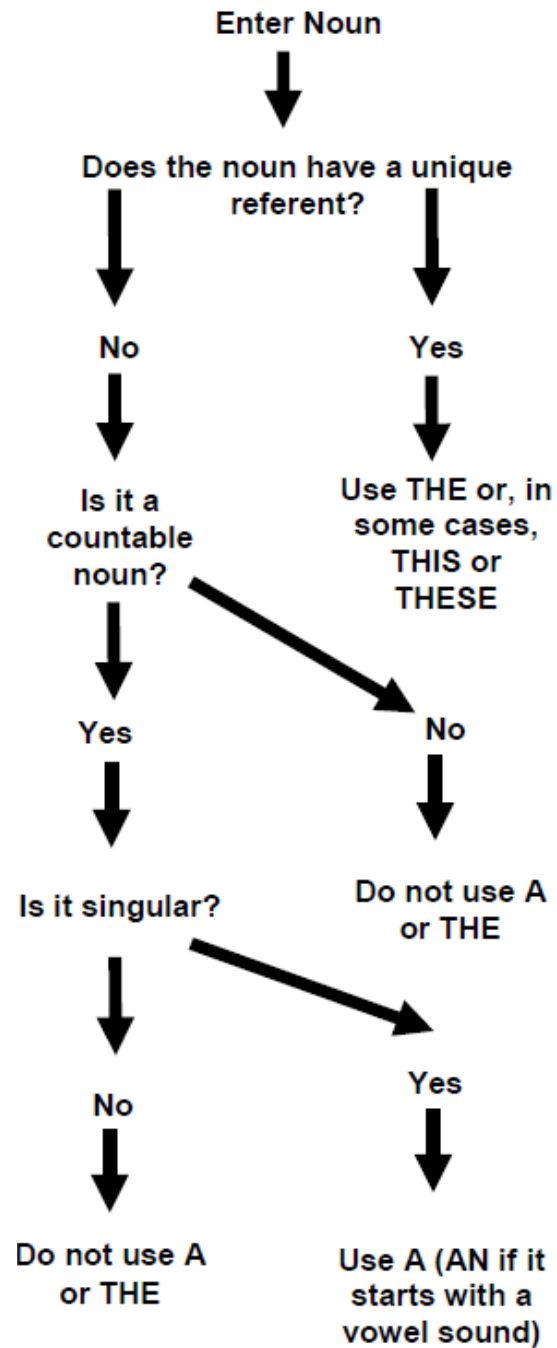 Enter Noun
Does the noun have a unique
referent?
No
Yes
Is it a
countable
noun?
Use THE or, in
some cases,
THIS or
THESE
Yes
No
Is it singular?
Do not use A
or THE
No
Yes
Do not use A
or THE
Use A (AN if it
starts with a
vowel sound)